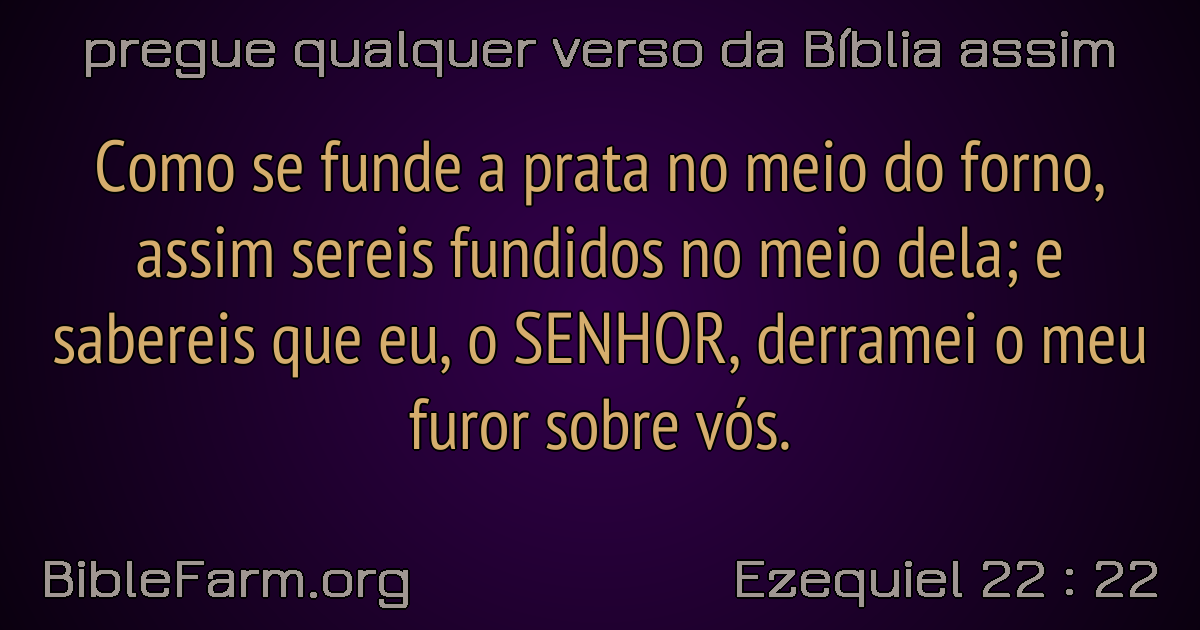 pregue qualquer verso da Bíblia assim
Como se funde a prata no meio do forno,
assim sereis fundidos no meio dela; e
sabereis que eu, o SENHOR, derramei o meu
furor sobre vós.
BibleFarm.org
Ezequiel 22 : 22